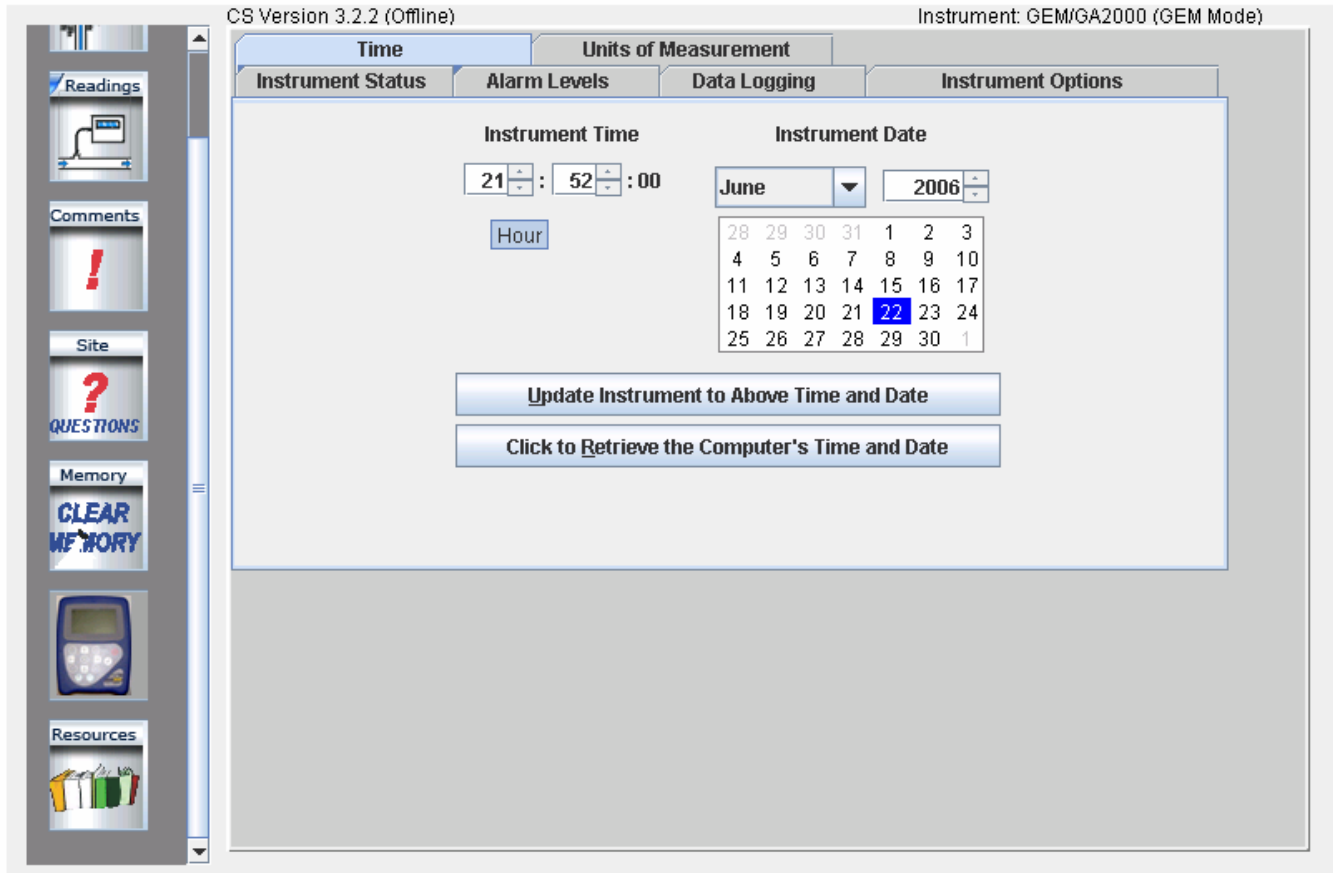 CS Version 3.2.2 (Offline) Instrument: GEM/GA2000 (GEM Mode)
Time Units of Measurement
Instrument Status Alarm Levels Data Logging Instrument Options
Readings
Comments
!
Site
?
QUESTIONS
Memory
CLEAR
MEMORY
Resources
Instrument Time Instrument Date
21 : 52 : 00 June 2006
Hour
28 29 30 31 1 2 3
4 5 6 7 8 9 10
11 12 13 14 15 16 17
18 19 20 21 22 23 24
25 26 27 28 29 30 1
Update Instrument to Above Time and Date
Click to Retrieve the Computer's Time and Date